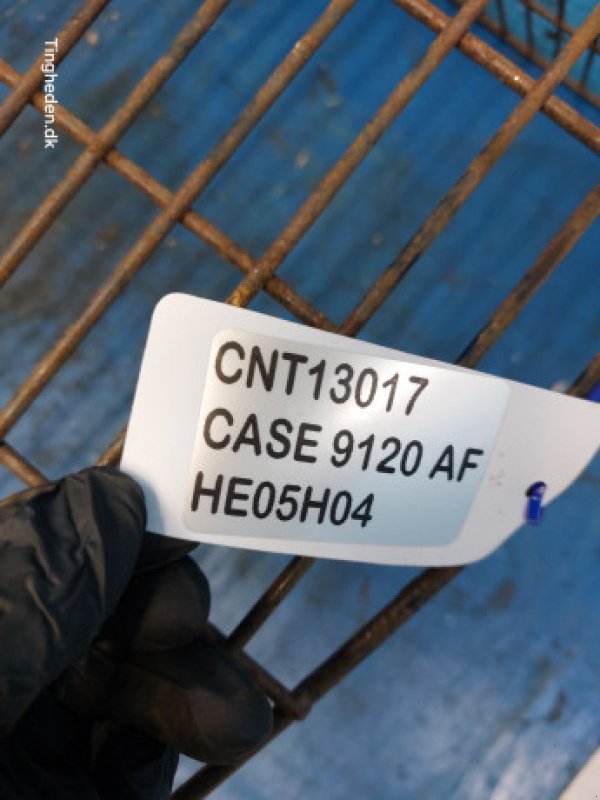 Tingheden.dk
CNT13017
CASE 9120 AF
HE05H04